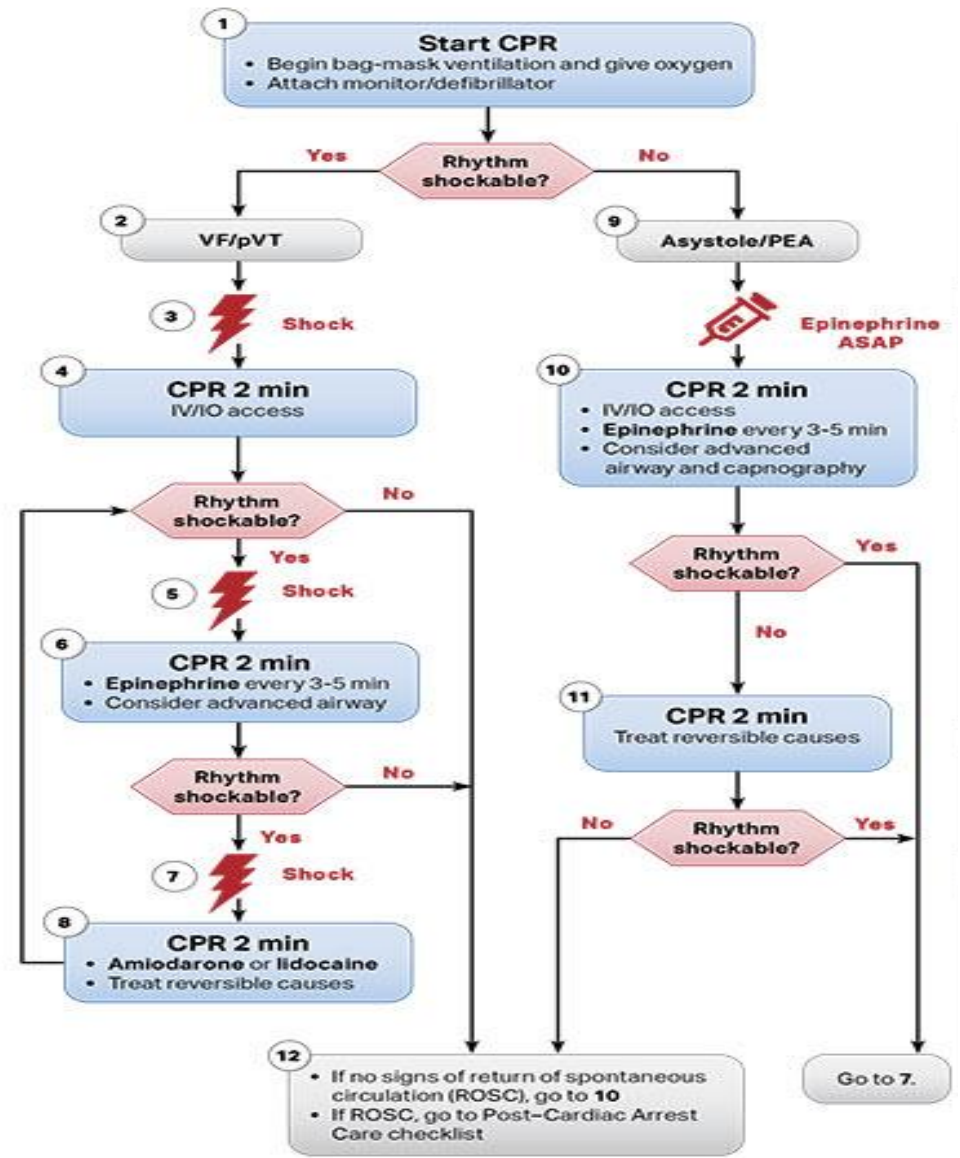 1
Start CPR
• Begin bag-mask ventilation and give oxygen
• Attach monitor/defibrillator
Yes
Rhythm
shockable?
No
2
VF/pVT
9
Asystole/PEA
3
Shock
Epinephrine
ASAP
4
CPR 2 min
IV/IO access
10
CPR 2 min
• IV/IO access
• Epinephrine every 3-5 min
• Consider advanced
airway and capnography
Rhythm
shockable?
No
Yes
Rhythm
shockable?
Yes
No
5
Shock
6
CPR 2 min
• Epinephrine every 3-5 min
• Consider advanced airway
11
CPR 2 min
Treat reversible causes
Rhythm
shockable?
No
Yes
No
Rhythm
shockable?
Yes
7
Shock
8
CPR 2 min
• Amiodarone or lidocaine
• Treat reversible causes
12
• If no signs of return of spontaneous
circulation (ROSC), go to 10
• If ROSC, go to Post–Cardiac Arrest
Care checklist
Go to 7.